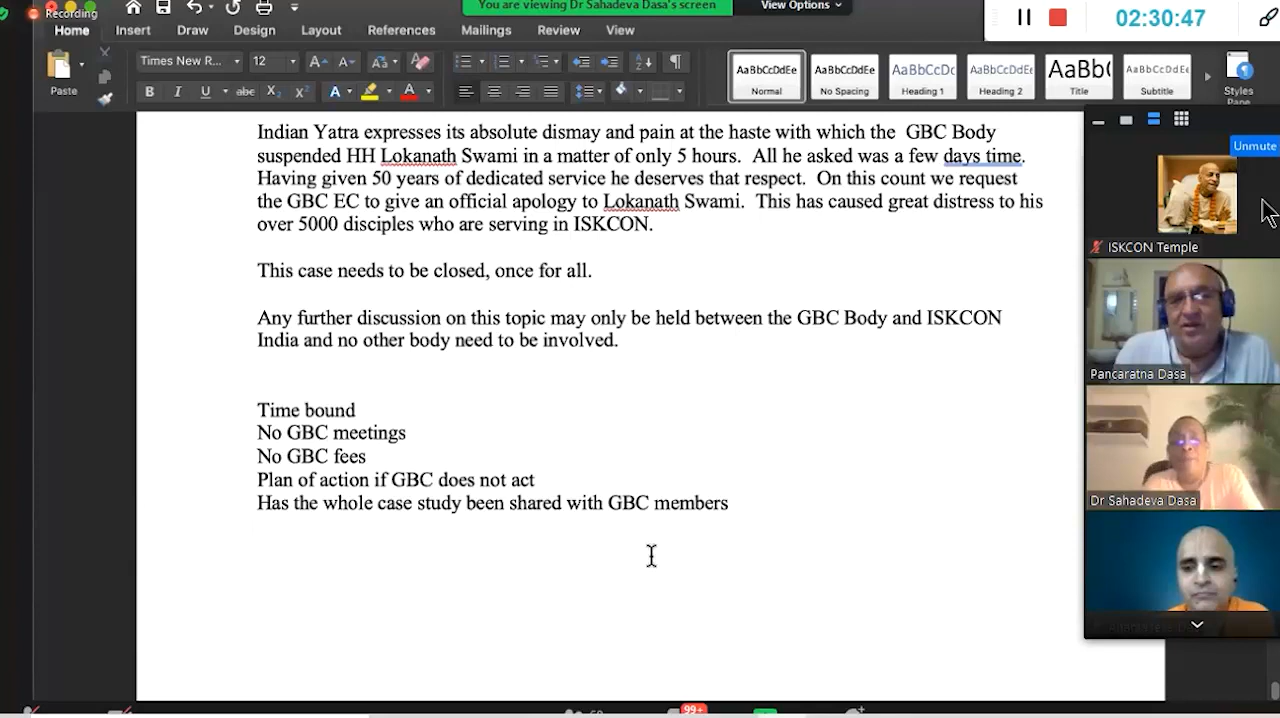 Recording
You are viewing Dr Sahadeva Dasa's screen
View Options
02:30:47
Home
Insert
Draw
Design
Layout
References
Mailings
Review
View
Times New R...
12
Paste
AaBbCcDdEe
Normal
AaBbCcDdEe
No Spacing
AaBbCcDc
Heading 1
AaBbCcDdEe
Heading 2
AaBb(
Title
AaBbCcDdEe
Subtitle
Styles
Pane
Indian Yatra expresses its absolute dismay and pain at the haste with which the  GBC Body
suspended HH Lokanath Swami in a matter of only 5 hours.  All he asked was a few days time.
Having given 50 years of dedicated service he deserves that respect.  On this count we request
the GBC EC to give an official apology to Lokanath Swami.  This has caused great distress to his
over 5000 disciples who are serving in ISKCON.
This case needs to be closed, once for all.
Any further discussion on this topic may only be held between the GBC Body and ISKCON
India and no other body need to be involved.
Time bound
No GBC meetings
No GBC fees
Plan of action if GBC does not act
Has the whole case study been shared with GBC members
Unmute
ISKCON Temple
Pancaratna Dasa
Dr Sahadeva Dasa
99+